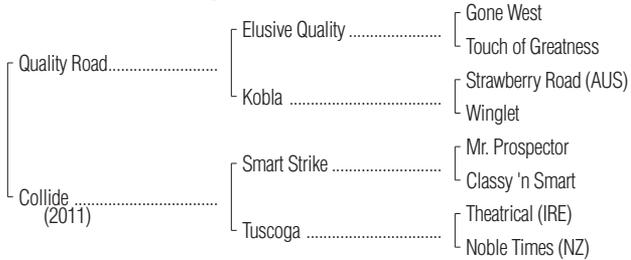 Gone West
Elusive Quality ....................
Touch of Greatness
Quality Road........................
Strawberry Road (AUS)
Kobla .................................
Winglet
Mr. Prospector
Smart Strike ........................
Classy 'n Smart
Collide ...............................
(2011)
Theatrical (IRE)
Tuscoga .............................
Noble Times (NZ)